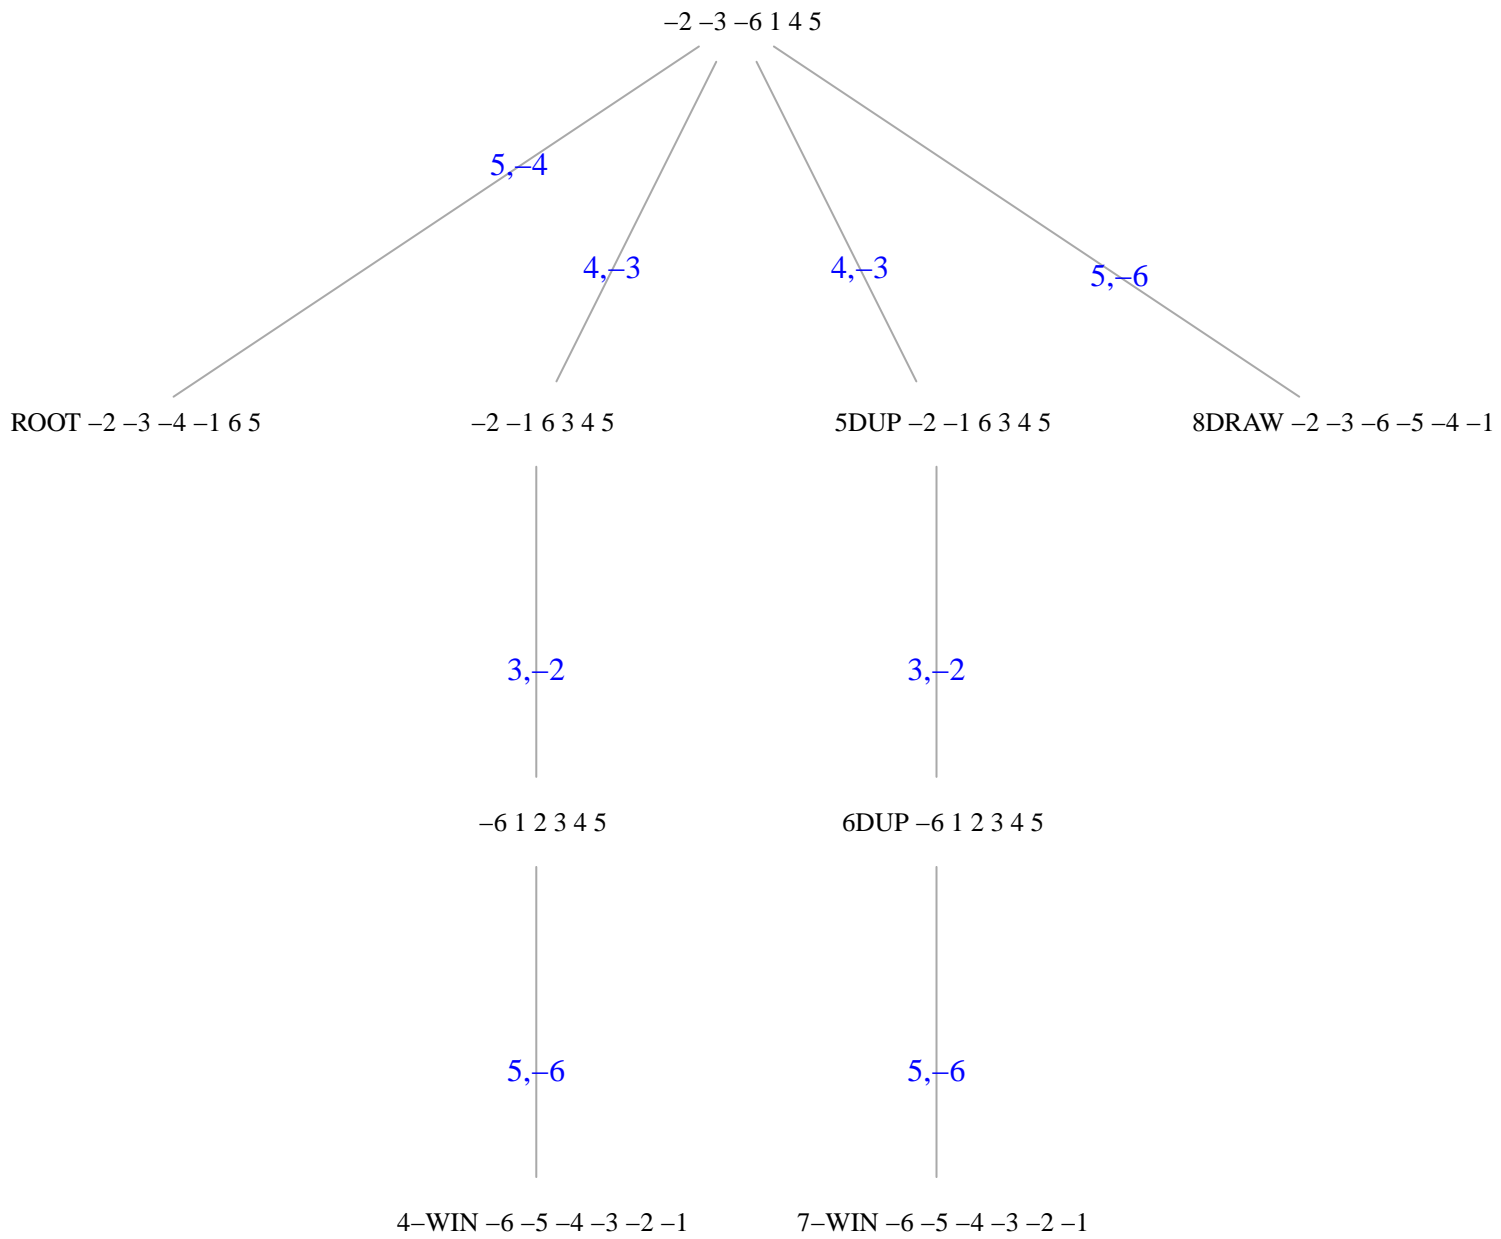 –2 –3 –6 1 4 5
5,–4
4,–3
4,–3
5,–6
ROOT –2 –3 –4 –1 6 5
–2 –1 6 3 4 5
5DUP –2 –1 6 3 4 5
8DRAW –2 –3 –6 –5 –4 –1
3,–2
3,–2
–6 1 2 3 4 5
6DUP –6 1 2 3 4 5
5,–6
5,–6
4–WIN –6 –5 –4 –3 –2 –1
7–WIN –6 –5 –4 –3 –2 –1